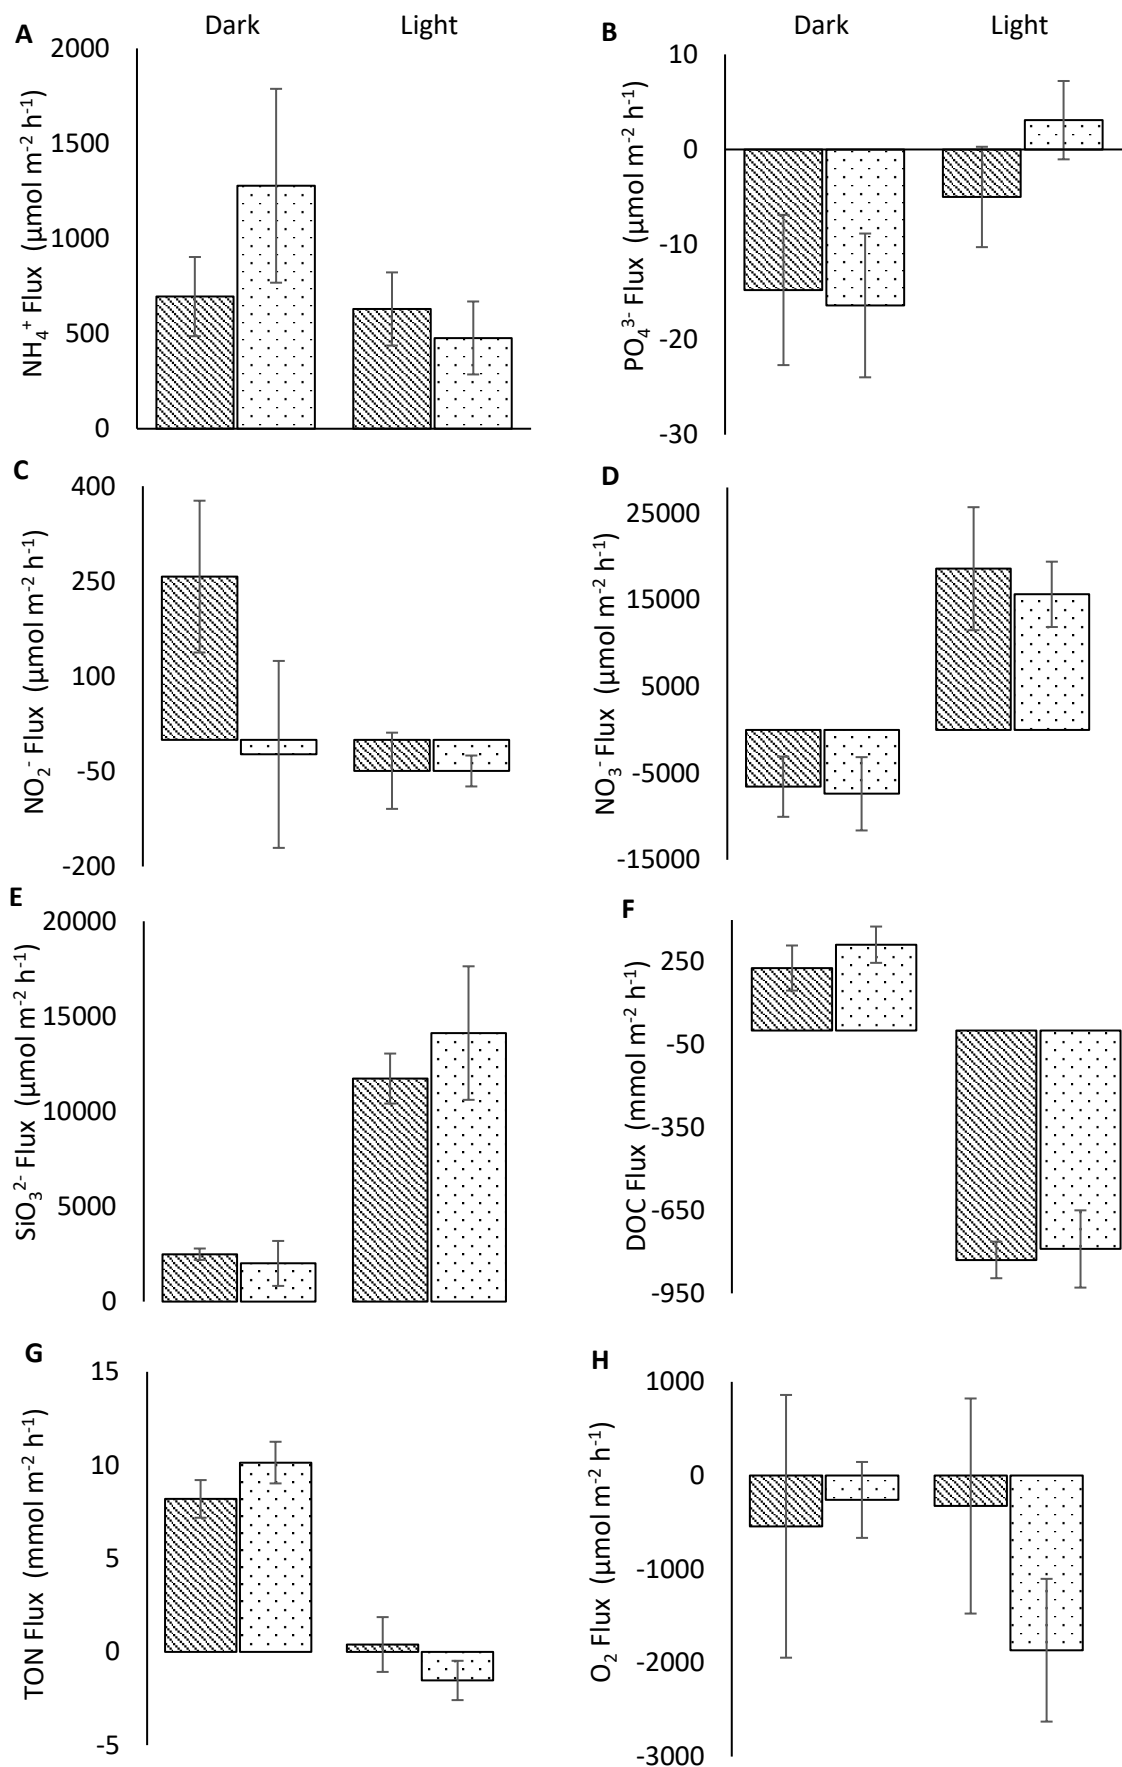 A
Dark
Light
2000
1500
1000
500
0
NH₄⁺ Flux (µmol m⁻² h⁻¹)
B
Dark
Light
10
0
-10
-20
-30
PO₄³⁻ Flux (µmol m⁻² h⁻¹)
C
400
250
100
-50
-200
NO₂⁻ Flux (µmol m⁻² h⁻¹)
D
25000
15000
5000
-5000
-15000
NO₃⁻ Flux (µmol m⁻² h⁻¹)
E
20000
15000
10000
5000
0
SiO₃²⁻ Flux (µmol m⁻² h⁻¹)
F
250
-50
-350
-650
-950
DOC Flux (mmol m⁻² h⁻¹)
G
15
10
5
0
-5
TON Flux (mmol m⁻² h⁻¹)
H
1000
0
-1000
-2000
-3000
O₂ Flux (µmol m⁻² h⁻¹)